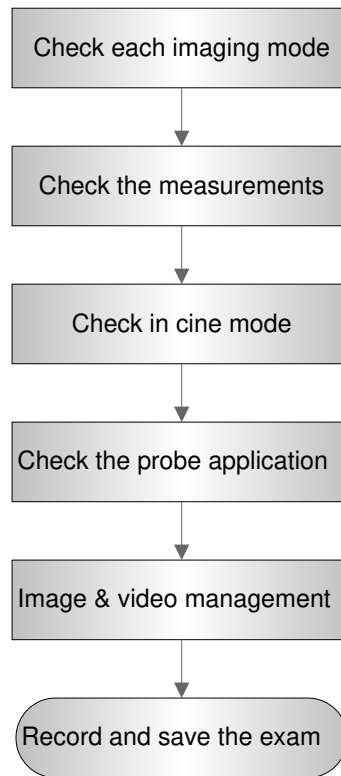 Check each imaging mode
Check the measurements
Check in cine mode
Check the probe application
Image & video management
Record and save the exam